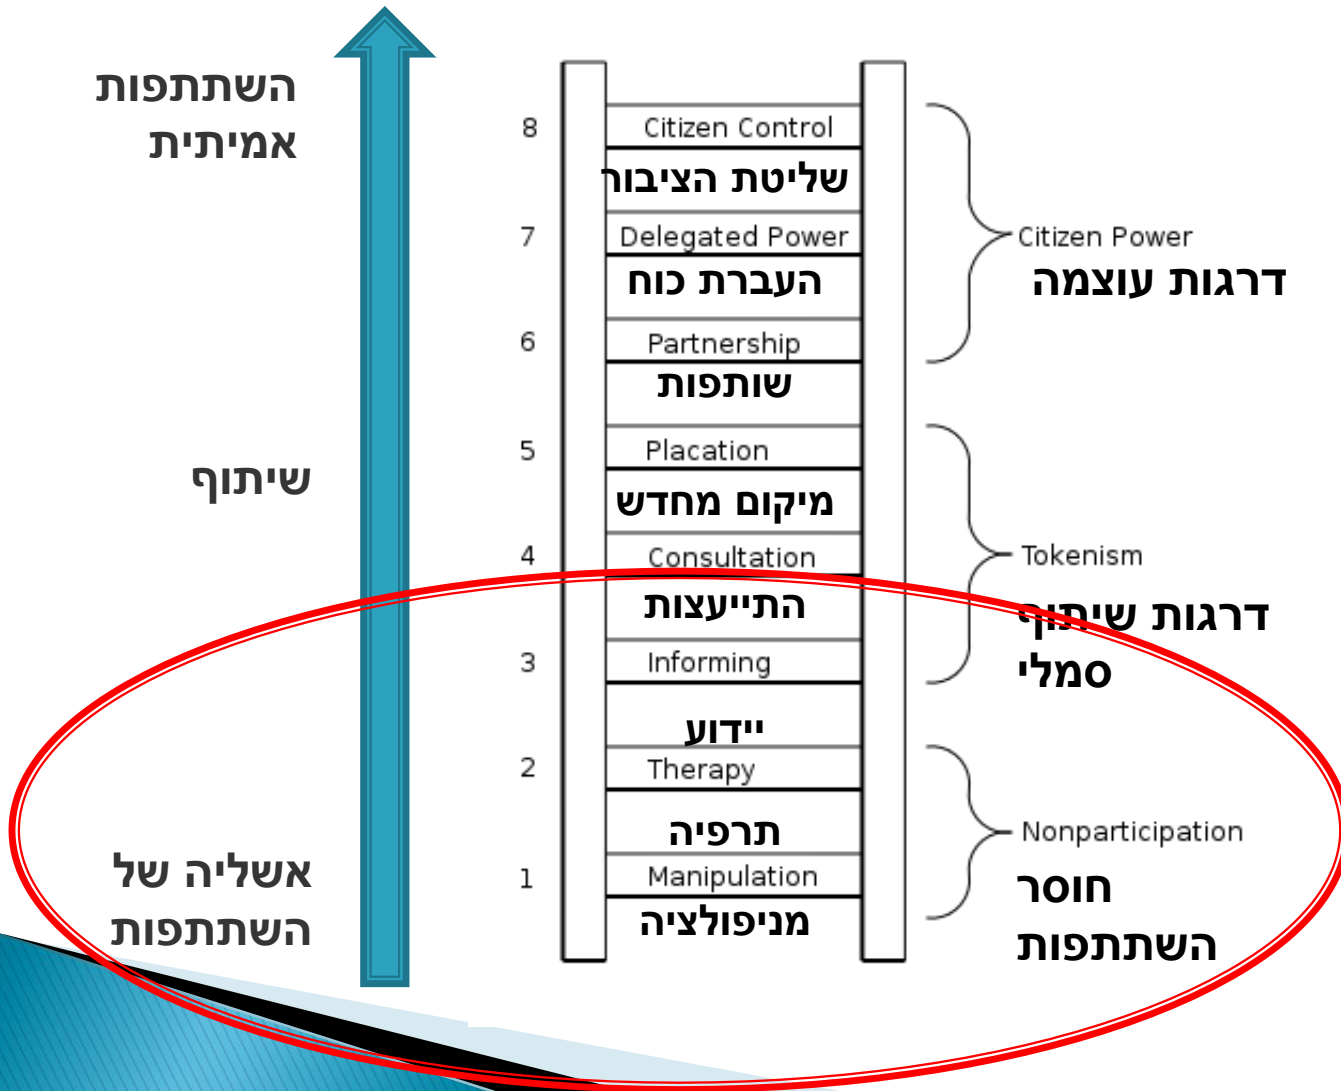 השתתפות
אמיתית
שיתוף
אשליה של
השתתפות
8
Citizen Control
שליטת הציבור
7
Delegated Power
העברת כוח
6
Partnership
שותפות
5
Placation
מיקום מחדש
4
Consultation
התייעצות
3
Informing
יידוע
2
Therapy
תרפיה
1
Manipulation
מניפולציה
Citizen Power
דרגות עוצמה
Tokenism
דרגות שיתוף
סמלי
Nonparticipation
חוסר
השתתפות